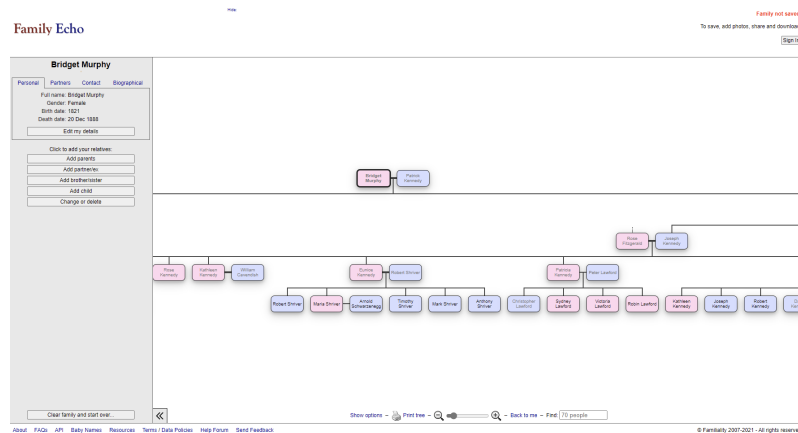 Help
Family not saved
Family Echo
To save, add photos, share and download
Sign In
Bridget Murphy
Personal Partners Contact Biographical
Full name: Bridget Murphy
Gender: Female
Birth date: 1821
Death date: 20 Dec 1888
Edit my details
Click to add your relatives:
Add parents
Add partner/ex
Add brother/sister
Add child
Change or delete
Bridget Murphy
Patrick Kennedy
Rose Fitzgerald
Joseph Kennedy
Rose Kennedy
Kathleen Kennedy
William Cavendish
Eunice Kennedy
Robert Shriver
Patricia Kennedy
Peter Lawford
Robert Shriver
Maria Shriver
Arnold Schwarzenegg
Timothy Shriver
Mark Shriver
Anthony Shriver
Christopher Lawford
Sydney Lawford
Victoria Lawford
Robin Lawford
Kathleen Kennedy
Joseph Kennedy
Robert Kennedy
Clear family and start over...
«
Show options – Print tree – – Back to me – Find: 70 people
About FAQs API Baby Names Resources Terms / Data Policies Help Forum Send Feedback
© Familiality 2007-2021 - All rights reserve